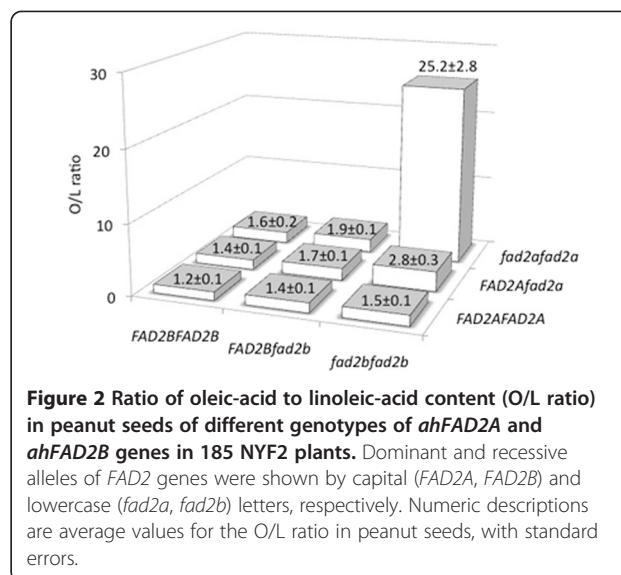 30
20
10
0
O/L ratio
25.2±2.8
1.6±0.2
1.9±0.1
1.4±0.1
1.7±0.1
2.8±0.3
1.2±0.1
1.4±0.1
1.5±0.1
fad2afad2a
FAD2Afad2a
FAD2AFAD2A
FAD2BFAD2B
FAD2Bfad2b
fad2bfad2b
Figure 2 Ratio of oleic-acid to linoleic-acid content (O/L ratio)
in peanut seeds of different genotypes of ahFAD2A and
ahFAD2B genes in 185 NYF2 plants. Dominant and recessive
alleles of FAD2 genes were shown by capital (FAD2A, FAD2B) and
lowercase (fad2a, fad2b) letters, respectively. Numeric descriptions
are average values for the O/L ratio in peanut seeds, with standard
errors.